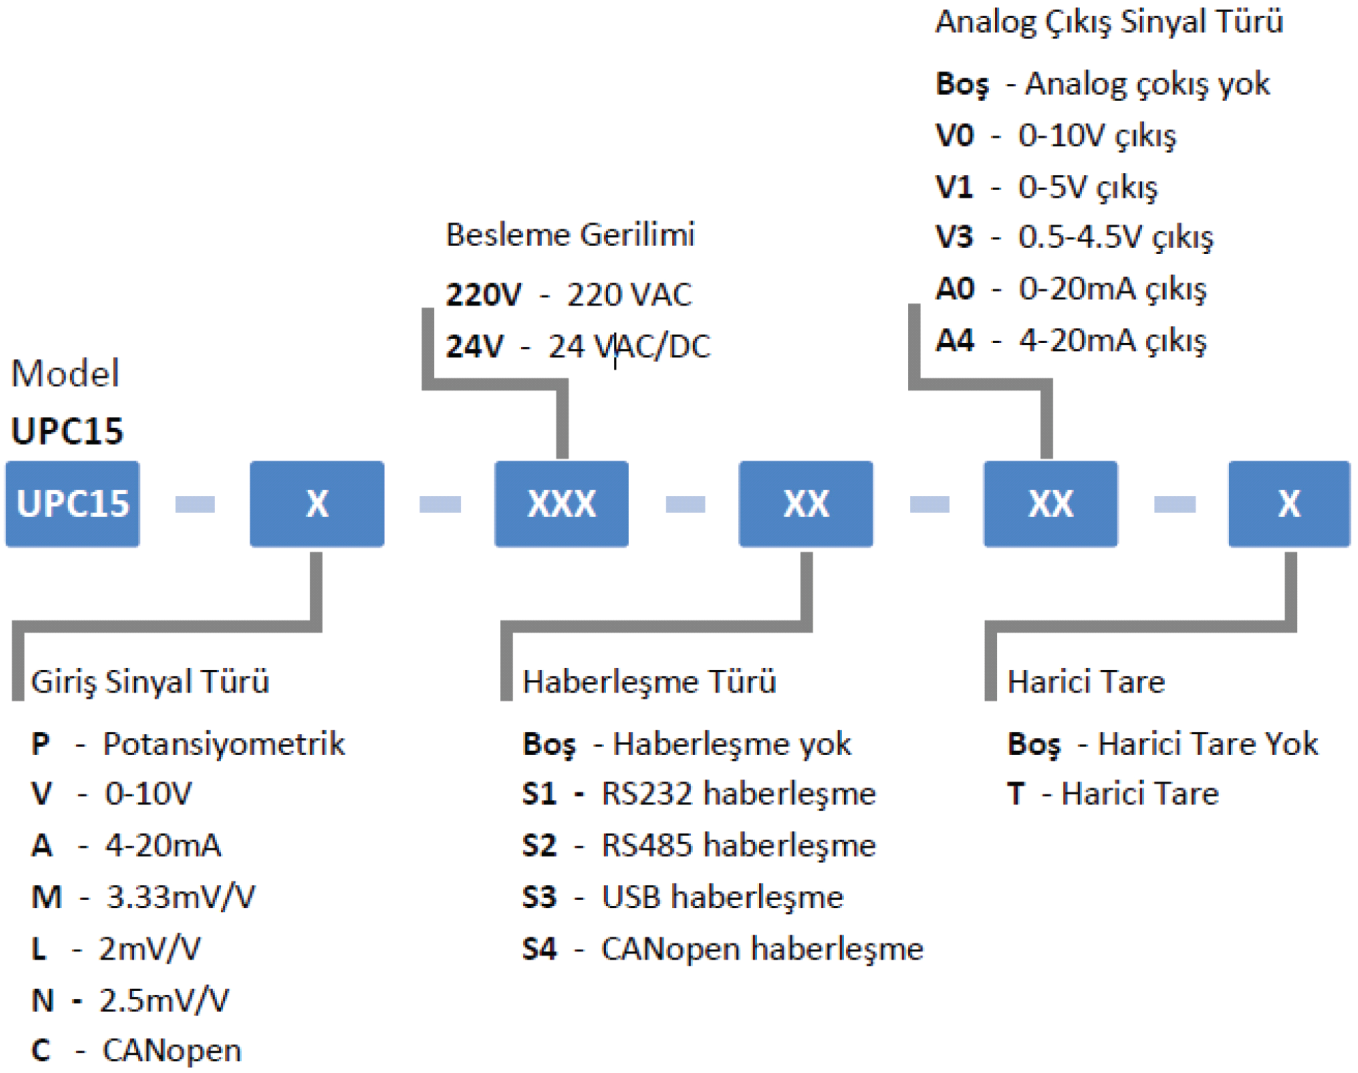 Analog Çıkış Sinyal Türü
Boş - Analog çokış yok
V0 - 0-10V çıkış
V1 - 0-5V çıkış
V3 - 0.5-4.5V çıkış
A0 - 0-20mA çıkış
A4 - 4-20mA çıkış
Besleme Gerilimi
220V - 220 VAC
24V - 24 VAC/DC
Model
UPC15
UPC15 - X - XXX - XX - XX - X
Giriş Sinyal Türü
P - Potansiyometrik
V - 0-10V
A - 4-20mA
M - 3.33mV/V
L - 2mV/V
N - 2.5mV/V
C - CANopen
Haberleşme Türü
Boş - Haberleşme yok
S1 - RS232 haberleşme
S2 - RS485 haberleşme
S3 - USB haberleşme
S4 - CANopen haberleşme
Harici Tare
Boş - Harici Tare Yok
T - Harici Tare